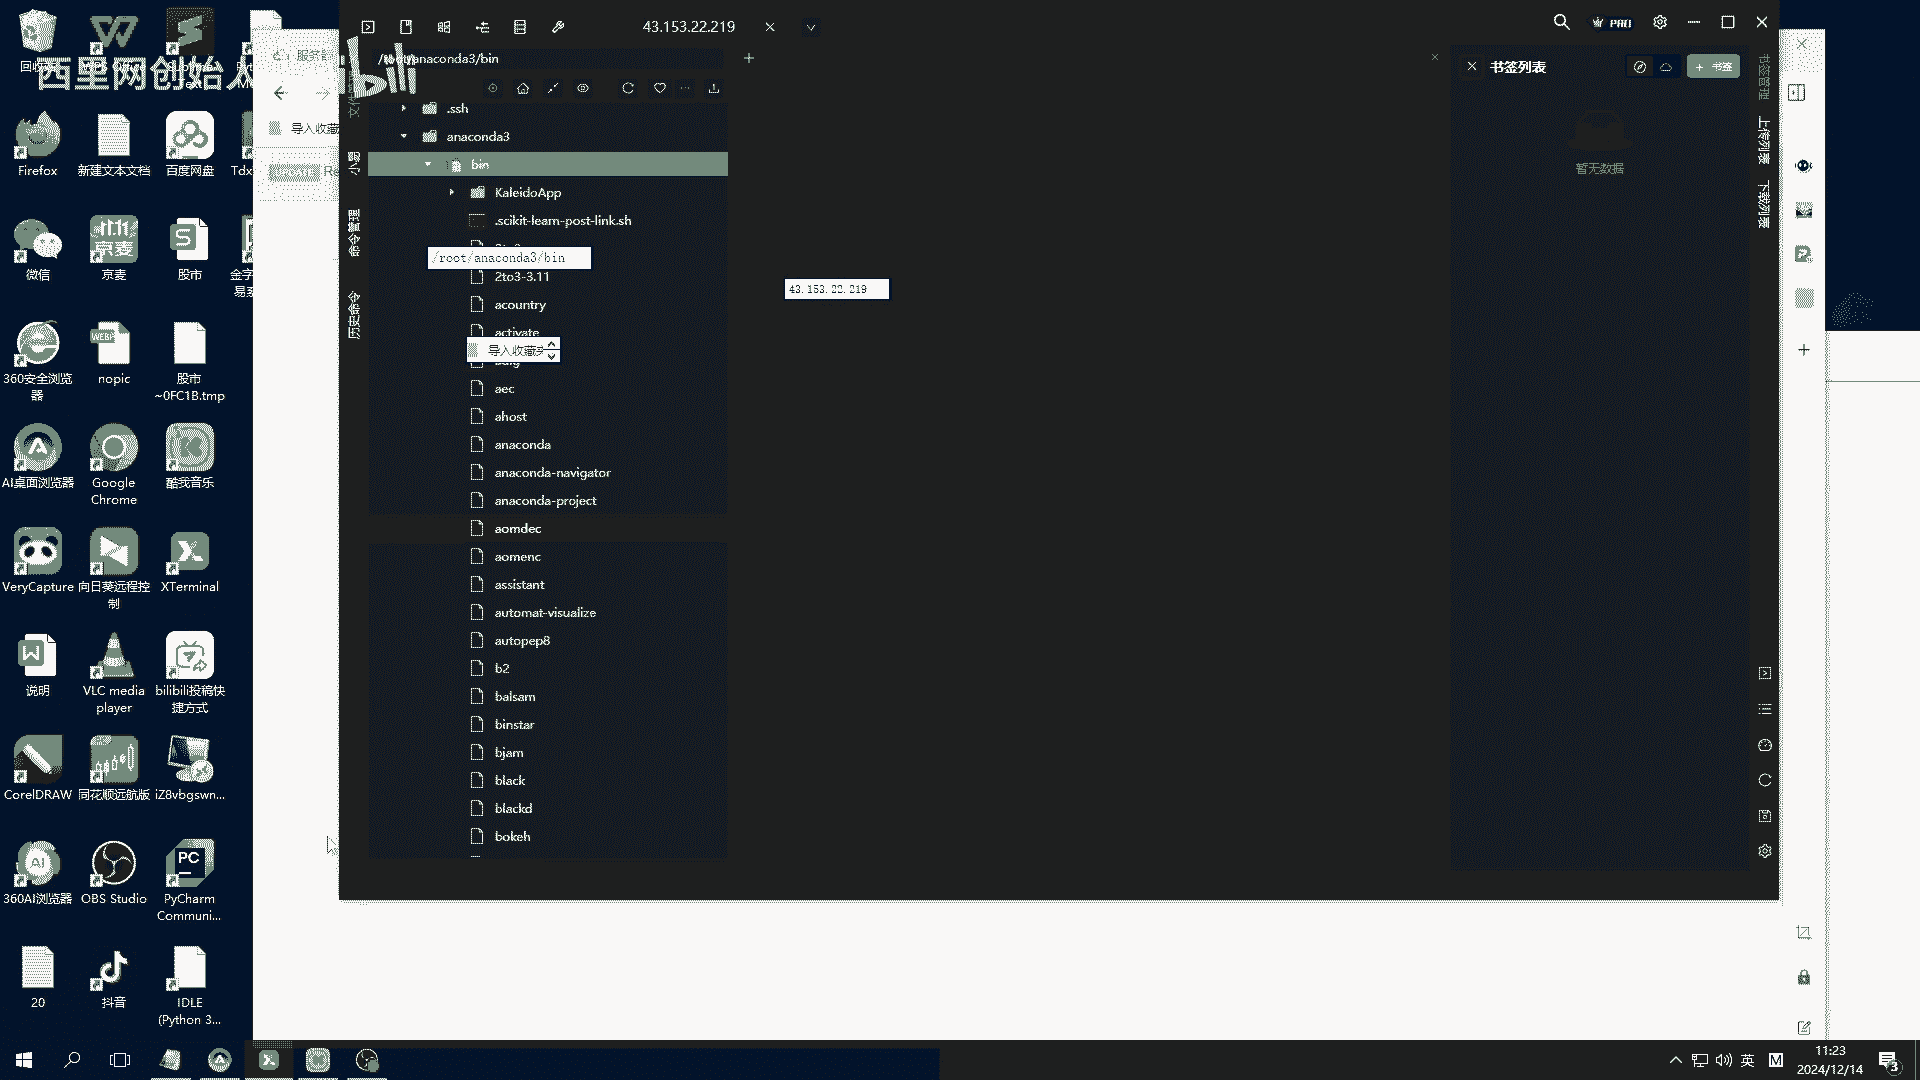 43.153.22.219
/root/anaconda3/bin
西里网创始人
bilibili
回收站
服务器
导入收藏
书签列表
+ 书签
暂无数据
书签管理
上传列表
下载列表
小题
命令管理
历史命令
.ssh
anaconda3
bin
KaleidoApp
.scikit-learn-post-link.sh
/root/anaconda3/bin
2to3-3.11
43.153.22.219
acountry
activate
导入收藏夹
aec
ahost
anaconda
anaconda-navigator
anaconda-project
aomdec
aomenc
assistant
automat-visualize
autopep8
b2
balsam
binstar
bjam
black
blackd
bokeh
PRO
UPDATE Re
Firefox
新建文本文档
百度网盘
Tdx
微信
京麦
股市
金字
易系
360安全浏览器
nopic
股市
~0FC1B.tmp
AI桌面浏览器
Google
Chrome
酷我音乐
VeryCapture
向日葵远程控制
XTerminal
说明
VLC media
player
bilibili投稿快捷方式
CorelDRAW
同花顺远航版
iZ8vbgswn...
360AI浏览器
OBS Studio
PyCharm
Communi...
20
抖音
IDLE
(Python 3...
英
M
11:23
2024/12/14
3